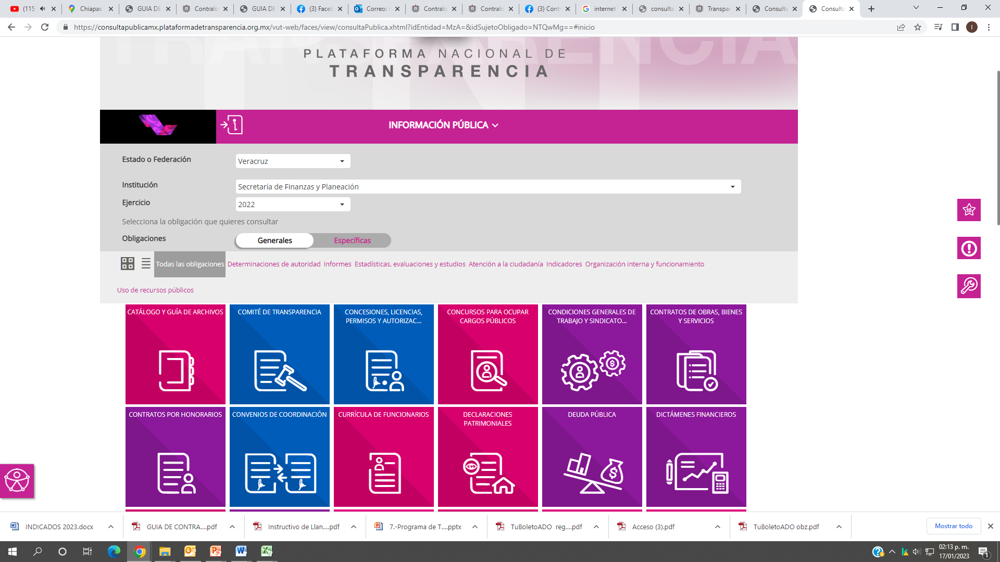 (115
Chiapas
GUIA DE
Contralo
GUIA DE
(3) Faceb
Correo: i
Contralo
Contralo
(3) Cont
internet
consulta
Transpar
Consulta
Consulta
https://consultapublicamx.plataformadetransparencia.org.mx/vut-web/faces/view/consultaPublica.xhtml?idEntidad=MzA=&idSujetoObligado=NTQwMg==#inicio
PLATAFORMA NACIONAL DE
TRANSPARENCIA
INFORMACIÓN PÚBLICA
Estado o Federación
Veracruz
Institución
Secretaría de Finanzas y Planeación
Ejercicio
2022
Selecciona la obligación que quieres consultar
Obligaciones
Generales
Específicas
Todas las obligaciones Determinaciones de autoridad Informes Estadísticas, evaluaciones y estudios Atención a la ciudadanía Indicadores Organización interna y funcionamiento
Uso de recursos públicos
CATÁLOGO Y GUÍA DE ARCHIVOS
COMITÉ DE TRANSPARENCIA
CONCESIONES, LICENCIAS,
PERMISOS Y AUTORIZAC...
CONCURSOS PARA OCUPAR
CARGOS PÚBLICOS
CONDICIONES GENERALES DE
TRABAJO Y SINDICATO...
CONTRATOS DE OBRAS, BIENES
Y SERVICIOS
CONTRATOS POR HONORARIOS
CONVENIOS DE COORDINACIÓN
CURRÍCULA DE FUNCIONARIOS
DECLARACIONES
PATRIMONIALES
DEUDA PÚBLICA
DICTÁMENES FINANCIEROS
INDICADOS 2023.docx
GUIA DE CONTRA....pdf
Instructivo de Llan....pdf
7.-Programa de T....pptx
TuBoletoADO reg....pdf
Acceso (3).pdf
TuBoletoADO obz.pdf
Mostrar todo
02:13 p. m.
17/01/2023